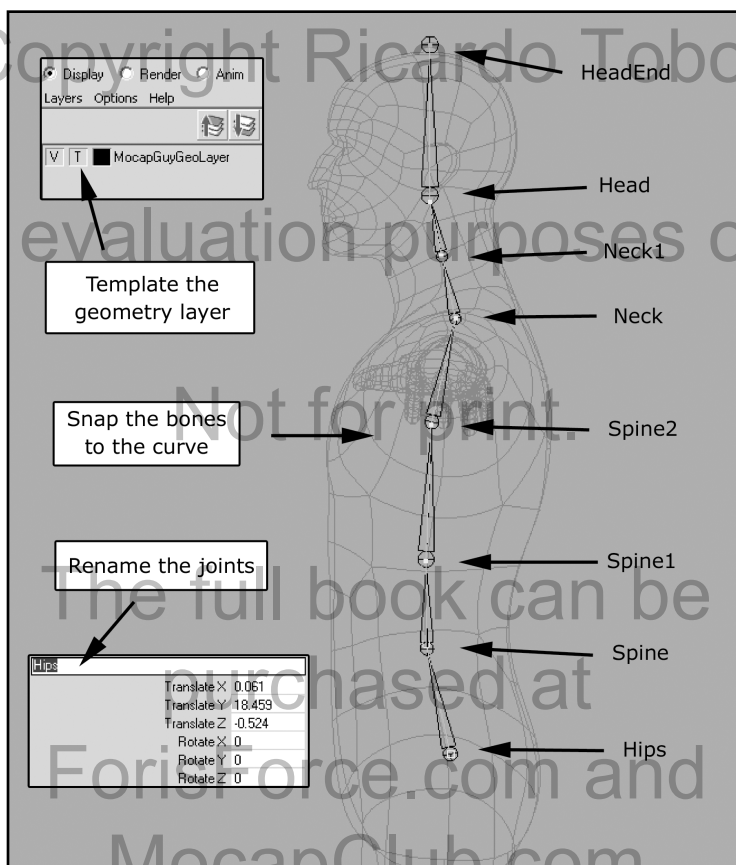 Copyright Ricardo Tobo
Display Render Anim
Layers Options Help
V T MocapGuyGeoLayer
HeadEnd
Head
evaluation purposes o
Neck1
Template the
geometry layer
Neck
Snap the bones
to the curve
Not for print.
Spine2
Rename the joints
Spine1
The full book can be
Spine
Hips
Translate X 0.061
Translate Y 18.459
Translate Z -0.524
Rotate X 0
Rotate Y 0
Rotate Z 0
purchased at
Hips
ForisForce.com and
MocapClub.com